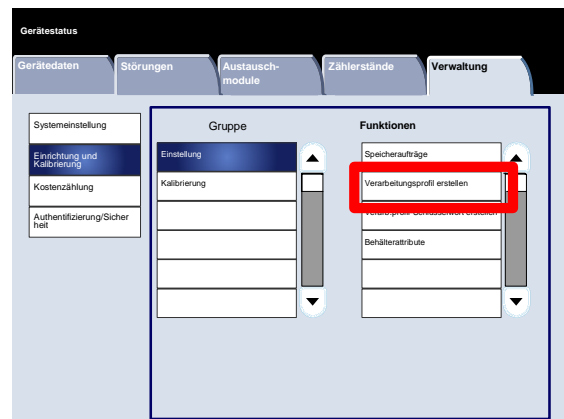 Gerätestatus
Gerätedaten
Störungen
Austausch-
module
Zählerstände
Verwaltung
Systemeinstellung
Einrichtung und
Kalibrierung
Kostenzählung
Authentifizierung/Sicher
heit
Gruppe
Einstellung
Kalibrierung
Funktionen
Speicheraufträge
Verarbeitungsprofil erstellen
erstellen
Behälterattribute